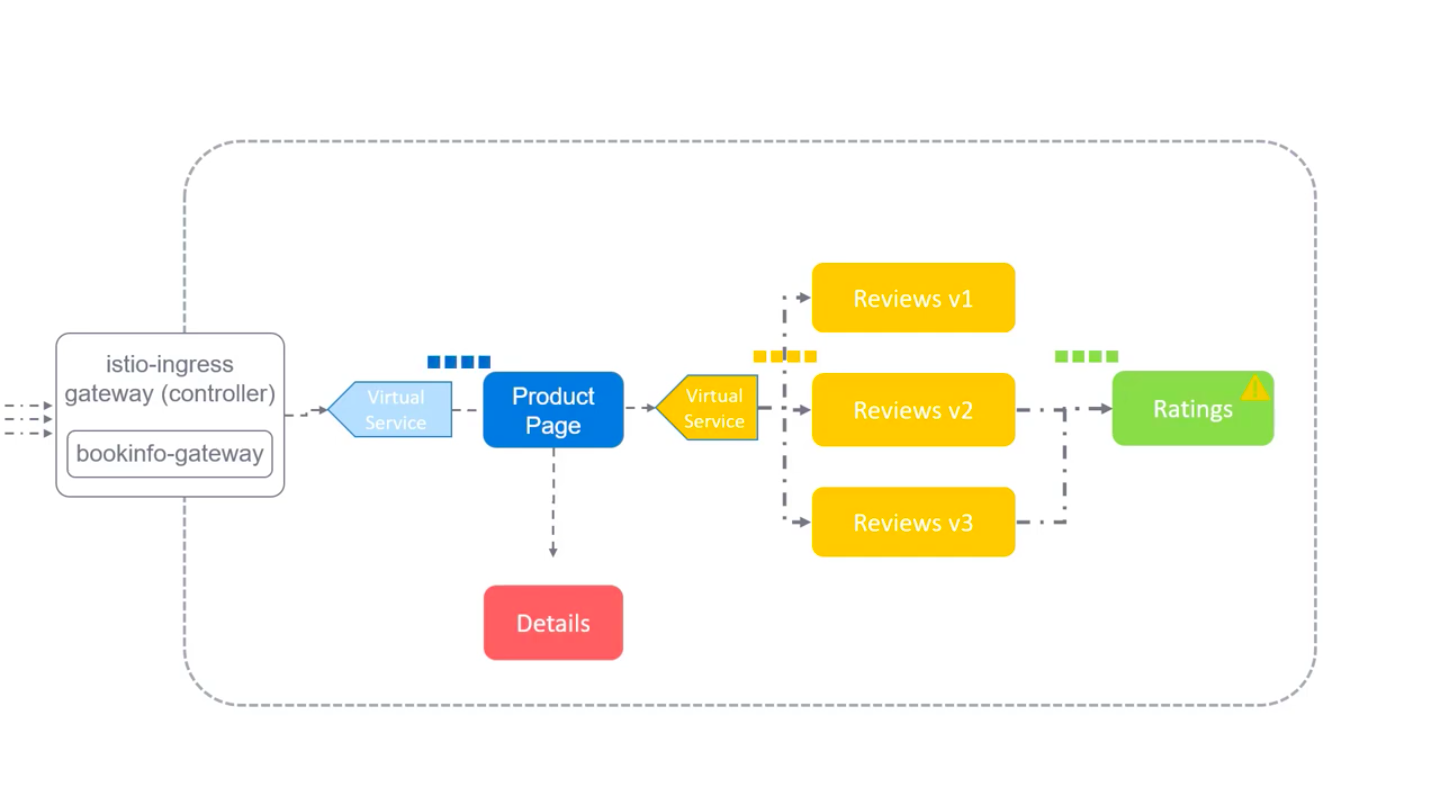 istio-ingress
gateway (controller)
bookinfo-gateway
Virtual
Service
Product
Page
Virtual
Service
Reviews v1
Reviews v2
Reviews v3
Ratings
Details